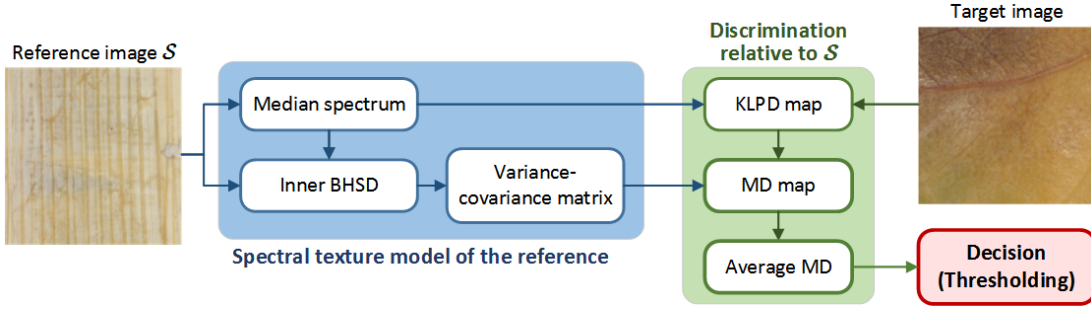 Reference image 𝒮
Median spectrum
Inner BHSD
Variance-
covariance matrix
Spectral texture model of the reference
Discrimination
relative to 𝒮
KLPD map
MD map
Average MD
Target image
Decision
(Thresholding)